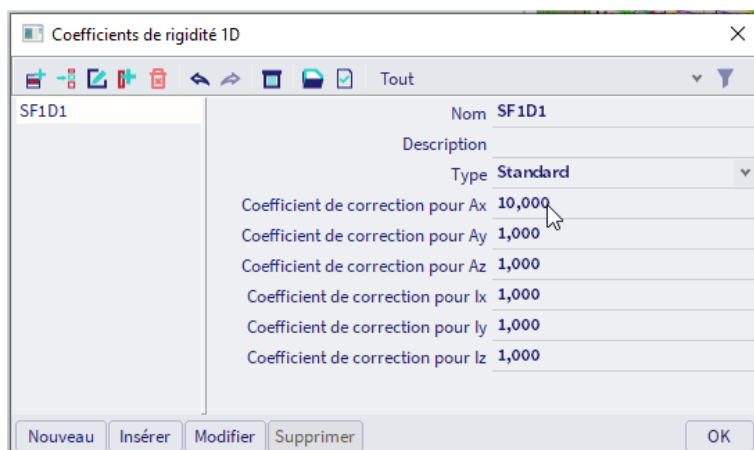 Coefficients de rigidité 1D
Tout
SF1D1
Nom SF1D1
Description
Type Standard
Coefficient de correction pour Ax 10,000
Coefficient de correction pour Ay 1,000
Coefficient de correction pour Az 1,000
Coefficient de correction pour Ix 1,000
Coefficient de correction pour Iy 1,000
Coefficient de correction pour Iz 1,000
Nouveau Insérer Modifier Supprimer OK